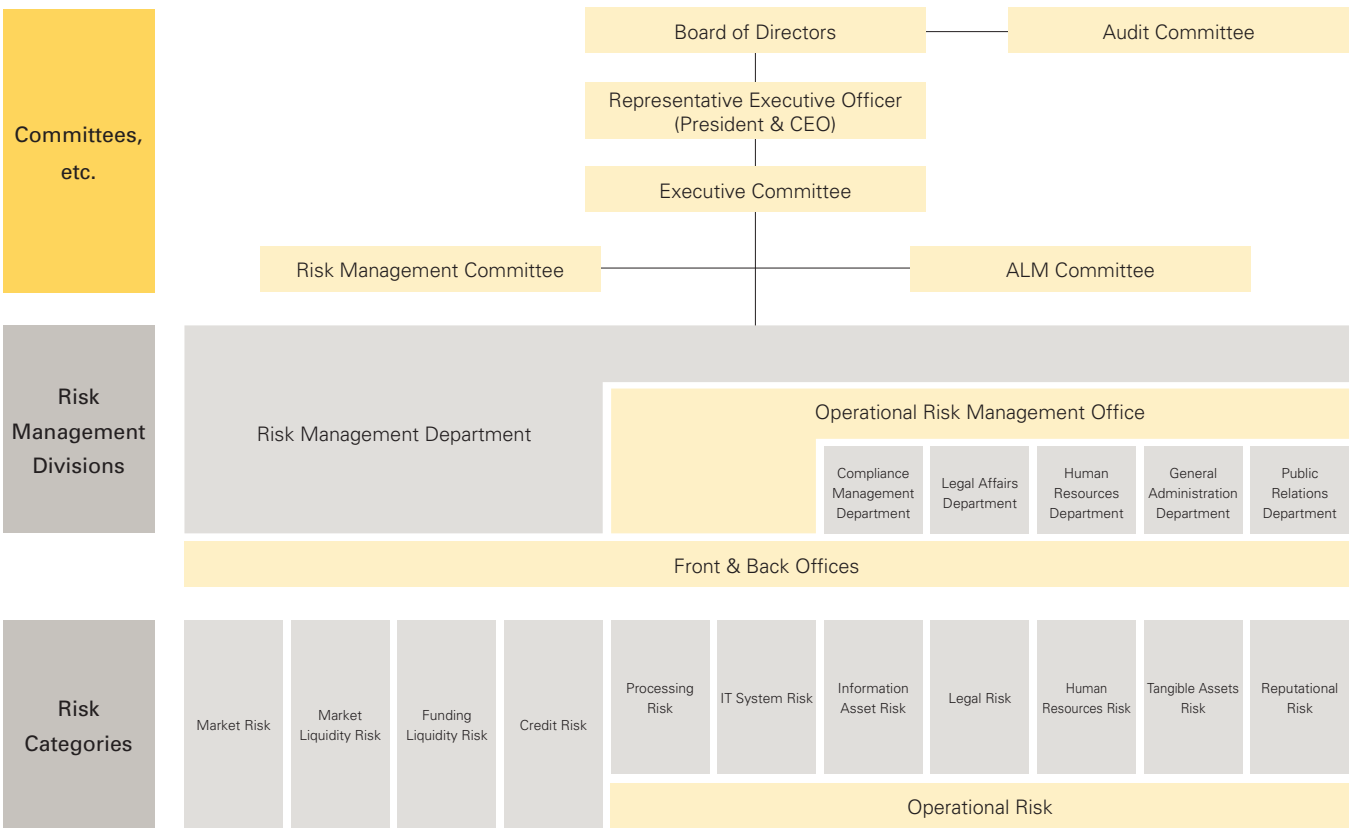 Committees,
etc.
Board of Directors
Audit Committee
Representative Executive Officer
(President & CEO)
Executive Committee
Risk Management Committee
ALM Committee
Risk
Management
Divisions
Risk Management Department
Operational Risk Management Office
Compliance
Management
Department
Legal Affairs
Department
Human
Resources
Department
General
Administration
Department
Public
Relations
Department
Front & Back Offices
Risk
Categories
Market Risk
Market
Liquidity Risk
Funding
Liquidity Risk
Credit Risk
Processing
Risk
IT System Risk
Information
Asset Risk
Legal Risk
Human
Resources Risk
Tangible Assets
Risk
Reputational
Risk
Operational Risk